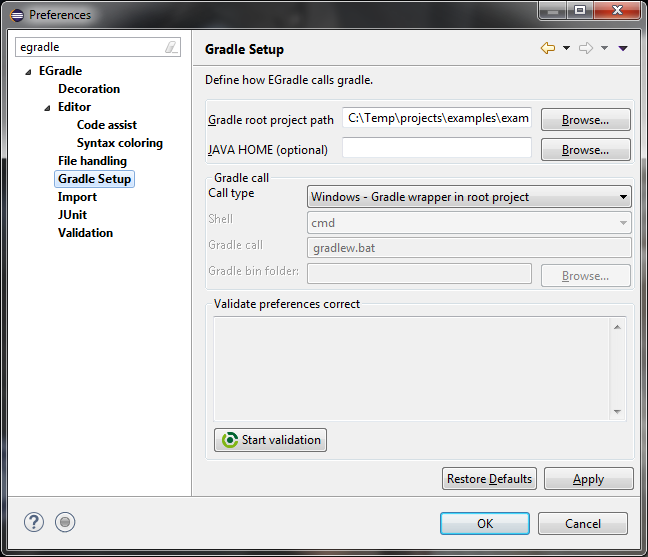 Preferences
egradle
EGradle
Decoration
Editor
Code assist
Syntax coloring
File handling
Gradle Setup
Import
JUnit
Validation
Gradle Setup
Define how EGradle calls gradle.
Gradle root project path C:\Temp\projects\examples\exam Browse...
JAVA HOME (optional) Browse...
Gradle call
Call type Windows - Gradle wrapper in root project
Shell cmd
Gradle call gradlew.bat
Gradle bin folder: Browse...
Validate preferences correct
Start validation
Restore Defaults Apply
? OK Cancel